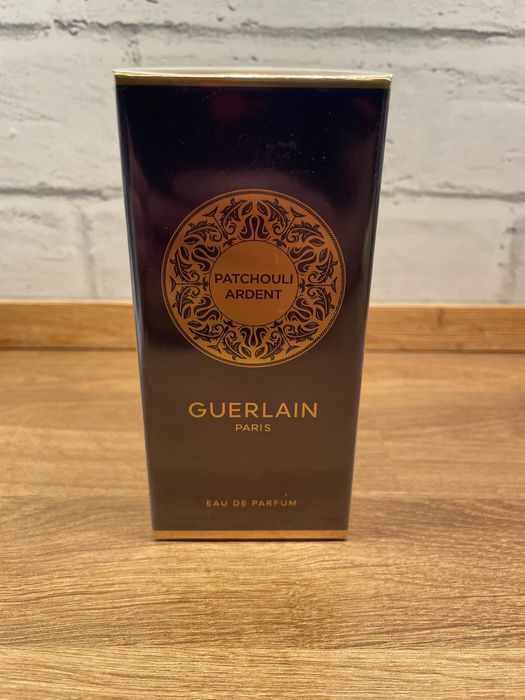 PATCHOULI
ARDENT
GUERLAIN
PARIS
EAU DE PARFUM